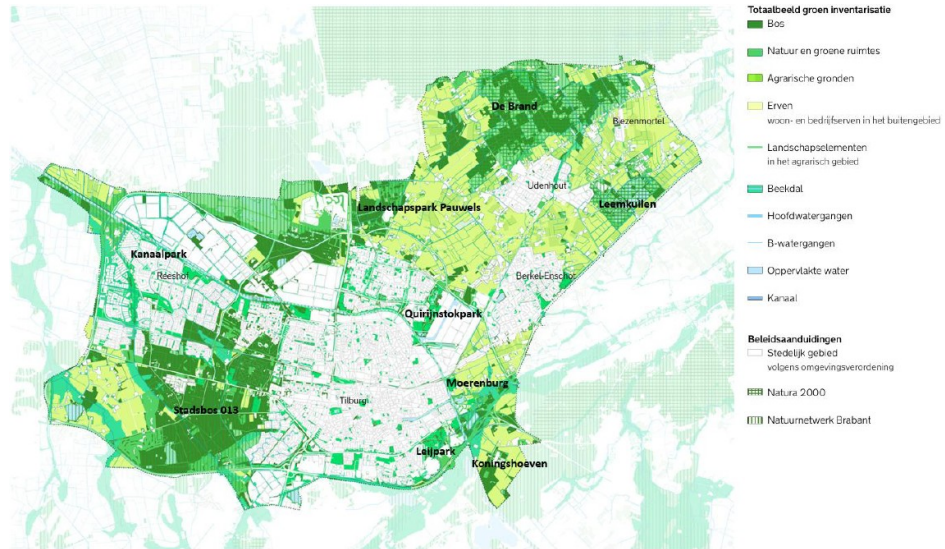 Totaalbeeld groen inventarisatie
Bos
Natuur en groene ruimtes
Agrarische gronden
Erven
woon- en bedrijfserven in het buitengebied
Landschapselementen
in het agrarisch gebied
Beekdal
Hoofdwatergangen
B-watergangen
Oppervlakte water
Kanaal
Beleidsaanduidingen
Stedelijk gebied
volgens omgevingsverordening
Natura 2000
Natuurnetwerk Brabant
De Brand
Biezenmortel
Udenhout
Leemkuilen
Landschapspark Pauwels
Kanaalpark
Reeshof
Berkel-Enschot
Quirijnstokpark
Moerenburg
Stadsbos 013
Tilburg
Leijpark
Koningshoeven